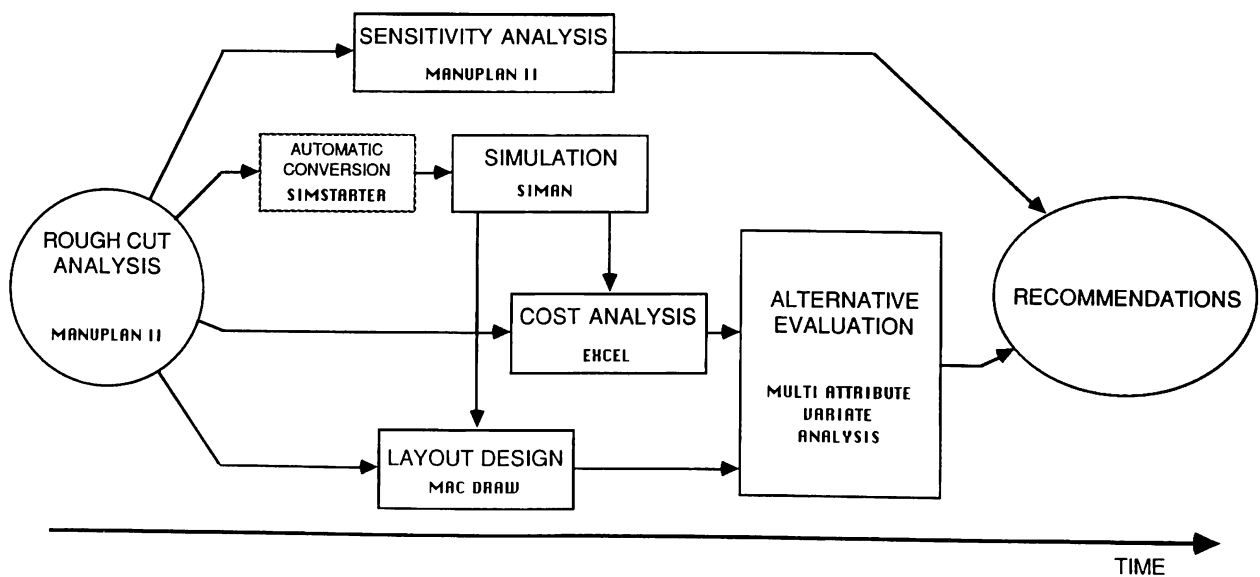 SENSITIVITY ANALYSIS
MANUPLAN II
AUTOMATIC
CONVERSION
SIMSTARTER
SIMULATION
SIMAN
ROUGH CUT
ANALYSIS
MANUPLAN II
COST ANALYSIS
EXCEL
LAYOUT DESIGN
MAC DRAW
ALTERNATIVE
EVALUATION
MULTI ATTRIBUTE
VARIATE
ANALYSIS
RECOMMENDATIONS
TIME